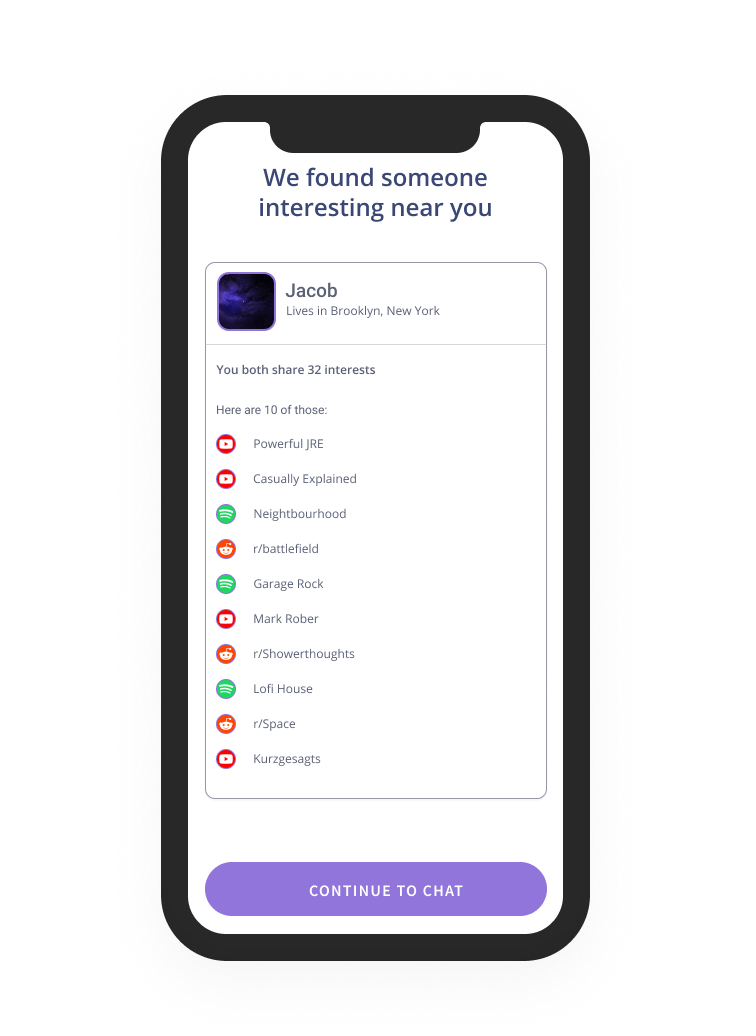 We found someone
interesting near you
Jacob
Lives in Brooklyn, New York
You both share 32 interests
Here are 10 of those:
Powerful JRE
Casually Explained
Neightbourhood
r/battlefield
Garage Rock
Mark Rober
r/Showerthoughts
Lofi House
r/Space
Kurzgesagts
CONTINUE TO CHAT